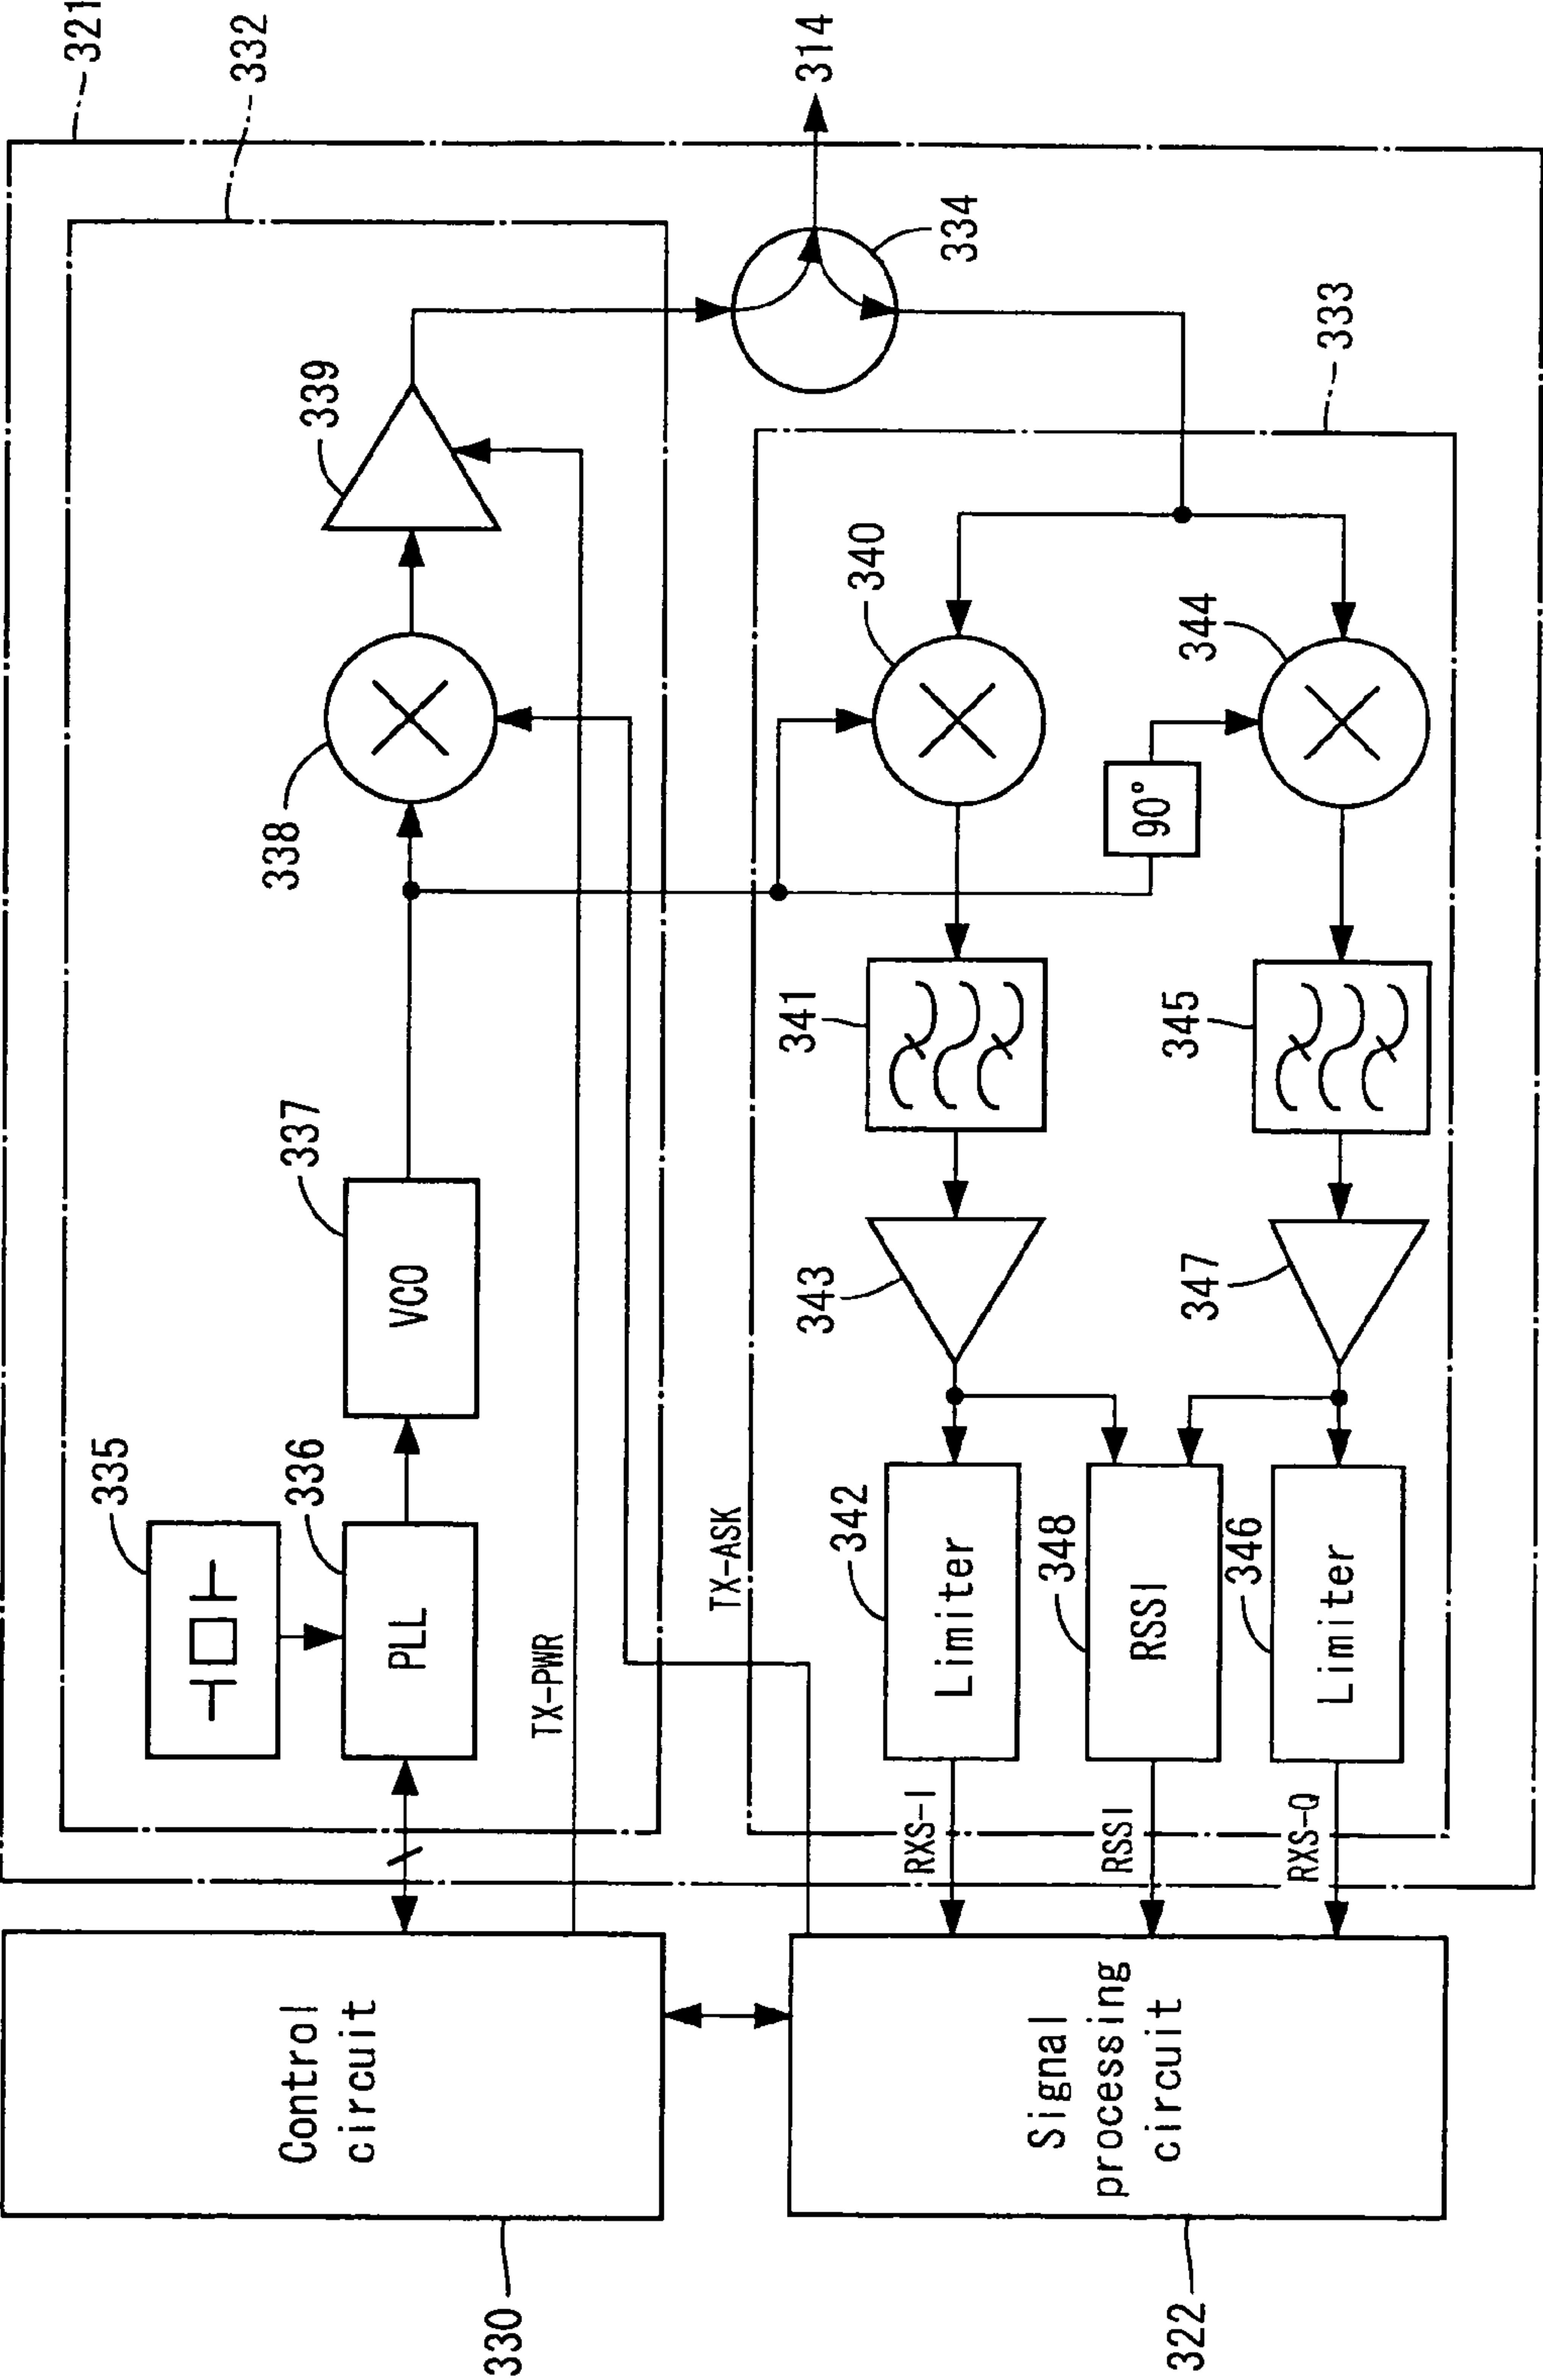 321
332
335
336
PLL
337
VCO
338
339
314
334
TX-PWR
Control
circuit
330
TX-ASK
333
340
341
343
342
Limiter
RXS-I
90°
348
RSSI
RSSI
344
345
347
346
Limiter
RXS-Q
Signal
processing
circuit
322